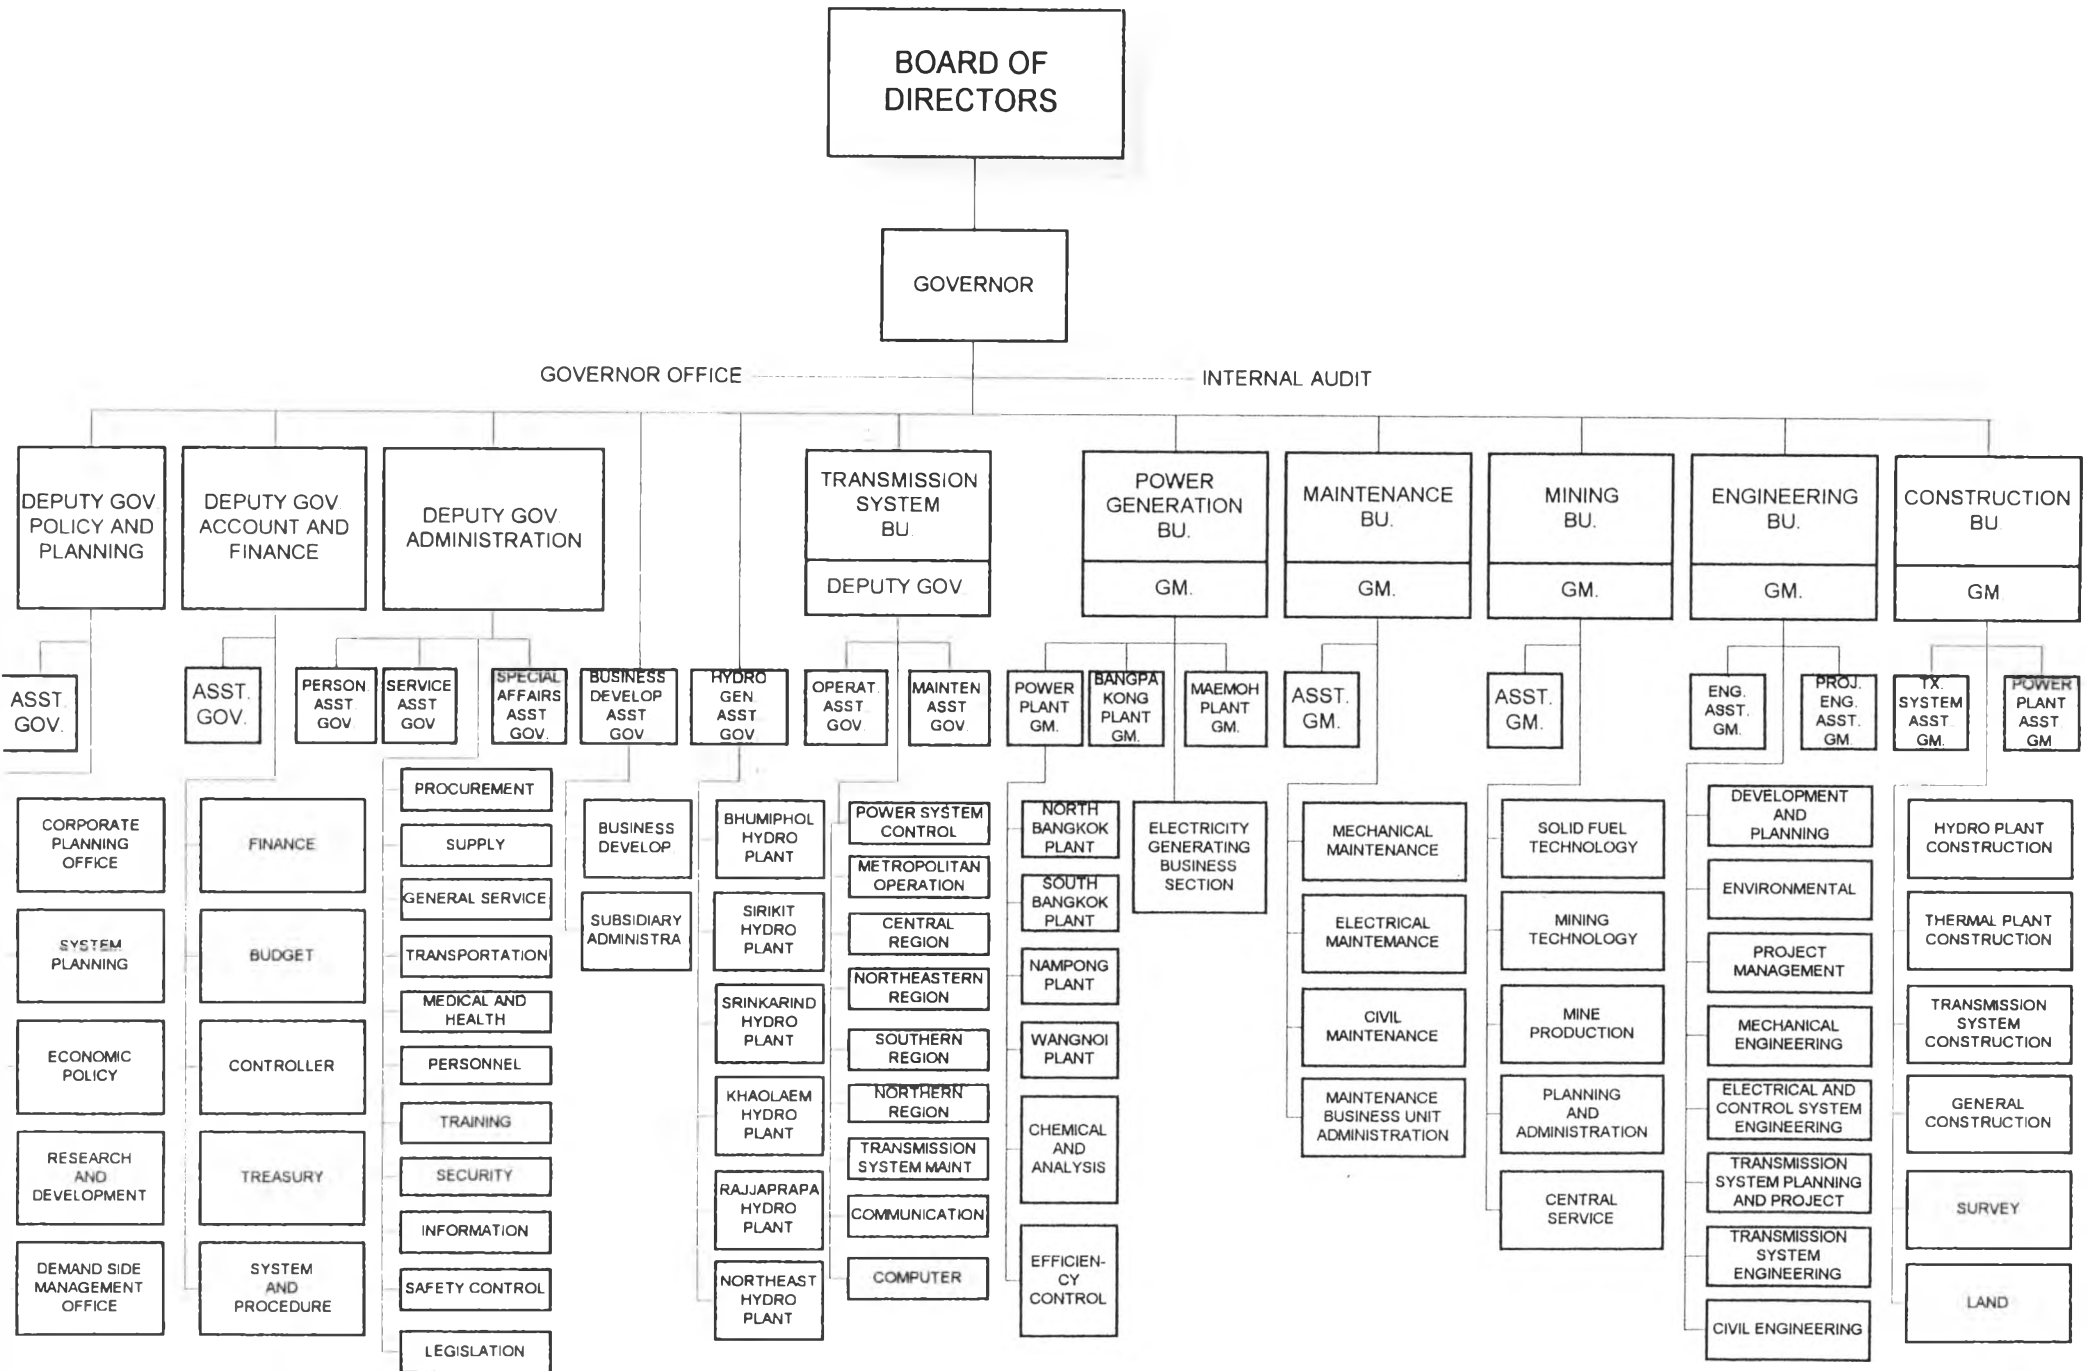 BOARD OF
DIRECTORS
GOVERNOR
GOVERNOR OFFICE
INTERNAL AUDIT
DEPUTY GOV.
POLICY AND
PLANNING
DEPUTY GOV.
ACCOUNT AND
FINANCE
DEPUTY GOV.
ADMINISTRATION
TRANSMISSION
SYSTEM
BU.
DEPUTY GOV
POWER
GENERATION
BU.
GM.
MAINTENANCE
BU.
GM.
MINING
BU.
GM.
ENGINEERING
BU.
GM.
CONSTRUCTION
BU.
GM
ASST.
GOV.
ASST.
GOV.
PERSON.
ASST.
GOV.
SERVICE
ASST
GOV
SPECIAL
AFFAIRS
ASST
GOV.
BUSINESS
DEVELOP
ASST
GOV
HYDRO
GEN.
ASST
GOV
OPERAT.
ASST.
GOV.
MAINTEN
ASST
GOV.
POWER
PLANT
GM.
BANGPA
KONG
PLANT
GM.
MAEMOH
PLANT
GM.
ASST.
GM.
ASST.
GM.
ENG.
ASST.
GM.
PROJ.
ENG.
ASST.
GM.
TX.
SYSTEM
ASST.
GM.
POWER
PLANT
ASST.
GM
CORPORATE
PLANNING
OFFICE
SYSTEM
PLANNING
ECONOMIC
POLICY
RESEARCH
AND
DEVELOPMENT
DEMAND SIDE
MANAGEMENT
OFFICE
FINANCE
BUDGET
CONTROLLER
TREASURY
SYSTEM
AND
PROCEDURE
PROCUREMENT
SUPPLY
GENERAL SERVICE
TRANSPORTATION
MEDICAL AND
HEALTH
PERSONNEL
TRAINING
SECURITY
INFORMATION
SAFETY CONTROL
LEGISLATION
BUSINESS
DEVELOP.
SUBSIDIARY
ADMINISTRA
BHUMIPHOL
HYDRO
PLANT
SIRIKIT
HYDRO
PLANT
SRINKARIND
HYDRO
PLANT
KHAOLAEM
HYDRO
PLANT
RAJJAPRAPA
HYDRO
PLANT
NORTHEAST
HYDRO
PLANT
POWER SYSTEM
CONTROL
METROPOLITAN
OPERATION
CENTRAL
REGION
NORTHEASTERN
REGION
SOUTHERN
REGION
NORTHERN
REGION
TRANSMISSION
SYSTEM MAINT
COMMUNICATION
COMPUTER
NORTH
BANGKOK
PLANT
SOUTH
BANGKOK
PLANT
NAMPONG
PLANT
WANGNOI
PLANT
CHEMICAL
AND
ANALYSIS
EFFICIEN-
CY
CONTROL
ELECTRICITY
GENERATING
BUSINESS
SECTION
MECHANICAL
MAINTENANCE
ELECTRICAL
MAINTEMANCE
CIVIL
MAINTENANCE
MAINTENANCE
BUSINESS UNIT
ADMINISTRATION
SOLID FUEL
TECHNOLOGY
MINING
TECHNOLOGY
MINE
PRODUCTION
PLANNING
AND
ADMINISTRATION
CENTRAL
SERVICE
DEVELOPMENT
AND
PLANNING
ENVIRONMENTAL
PROJECT
MANAGEMENT
MECHANICAL
ENGINEERING
ELECTRICAL AND
CONTROL SYSTEM
ENGINEERING
TRANSMISSION
SYSTEM PLANNING
AND PROJECT
TRANSMISSION
SYSTEM
ENGINEERING
CIVIL ENGINEERING
HYDRO PLANT
CONSTRUCTION
THERMAL PLANT
CONSTRUCTION
TRANSMISSION
SYSTEM
CONSTRUCTION
GENERAL
CONSTRUCTION
SURVEY
LAND